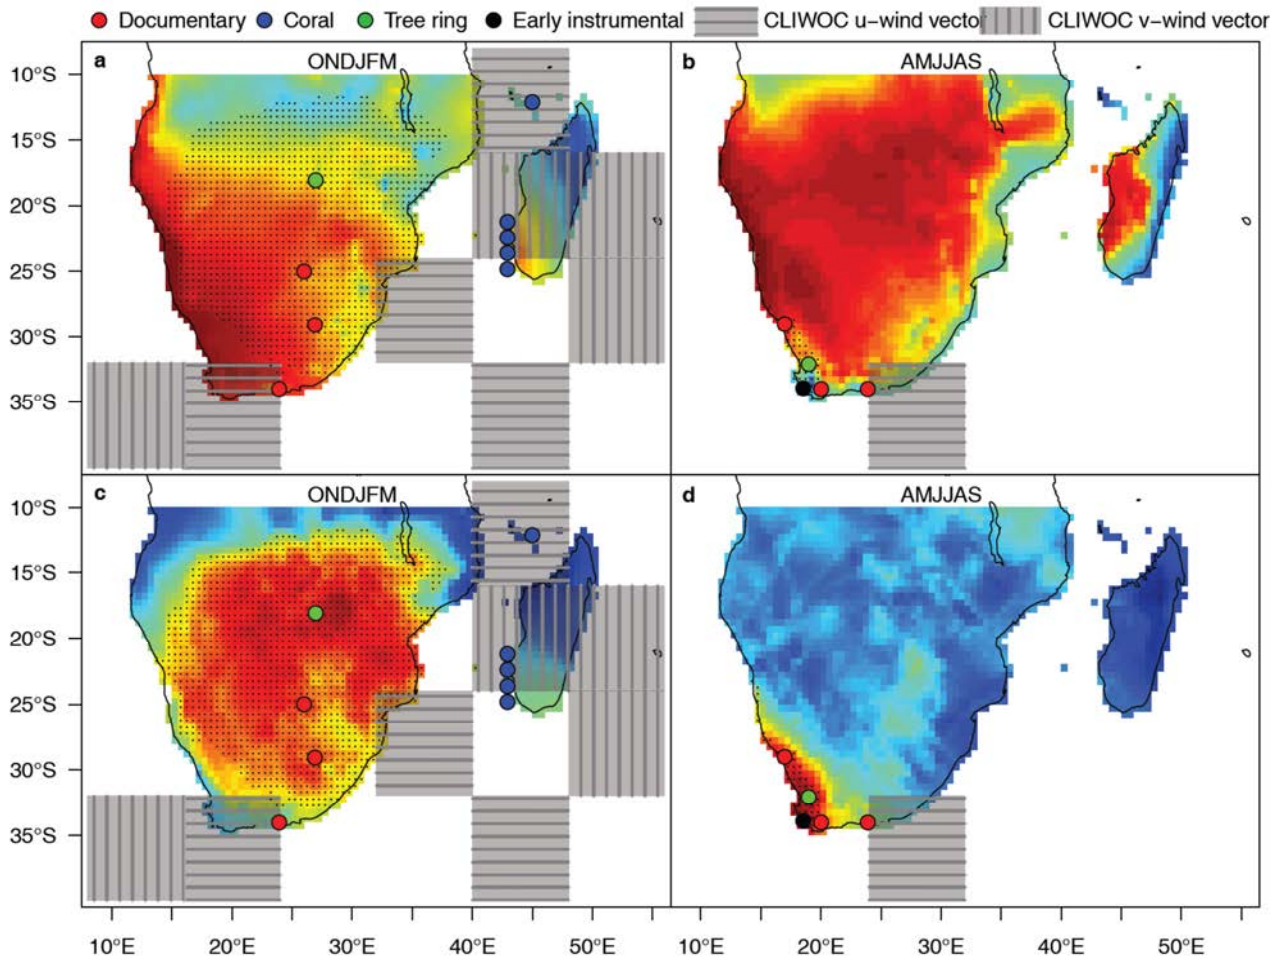 Documentary Coral Tree ring Early instrumental CLIWOC u-wind vector CLIWOC v-wind vector
a ONDJFM
b AMJJAS
10°S
15°S
20°S
25°S
30°S
35°S
c ONDJFM
d AMJJAS
10°S
15°S
20°S
25°S
30°S
35°S
10°E 20°E 30°E 40°E 50°E 10°E 20°E 30°E 40°E 50°E